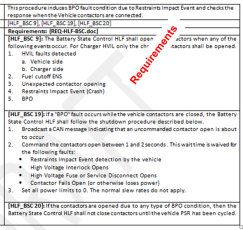 This procedure induces BPO fault condition due to Restraints Impact Event and checks the
response when the Vehicle contactors are connected.
[HLF_BSC 9], [HLF_BSC 19], [HLF_BSC 20]
Requirements: (REQ-HLF-BSC.doc)
[HLF_BSC 9]: The Battery State Control HLF shall open contactors when any of the
following events occur. For Charger HVIL only the contactors shall be opened.
1. HVIL faults detected
a. Vehicle side
b. Charger side
2. Fuel cutoff ENS
3. Unexpected contactor opening
4. Restraints Impact Event (Crash)
5. BPO
Requirements
[HLF_BSC 19]: If a "BPO" fault occurs while the vehicle contactors are closed, the Battery
State Control HLF shall follow the shutdown procedure described below.
1. Broadcast a CAN message indicating that an uncommanded contactor open is about
to occur
2. Command the contactors open between 1 and 2 seconds. This wait time is waived for
the following faults:
• Restraints Impact Event detection by the vehicle
• High Voltage Interlock Opens
• High Voltage Fuse or Service Disconnect Opens
• Contactor Fails Open (or otherwise loses power)
3. Set all power limits to 0. The normal slew rates do not apply.
[HLF_BSC 20]: If the contactors are opened due to any type of BPO condition, then the
Battery State Control HLF shall not close contactors until the vehicle PSR has been cycled.